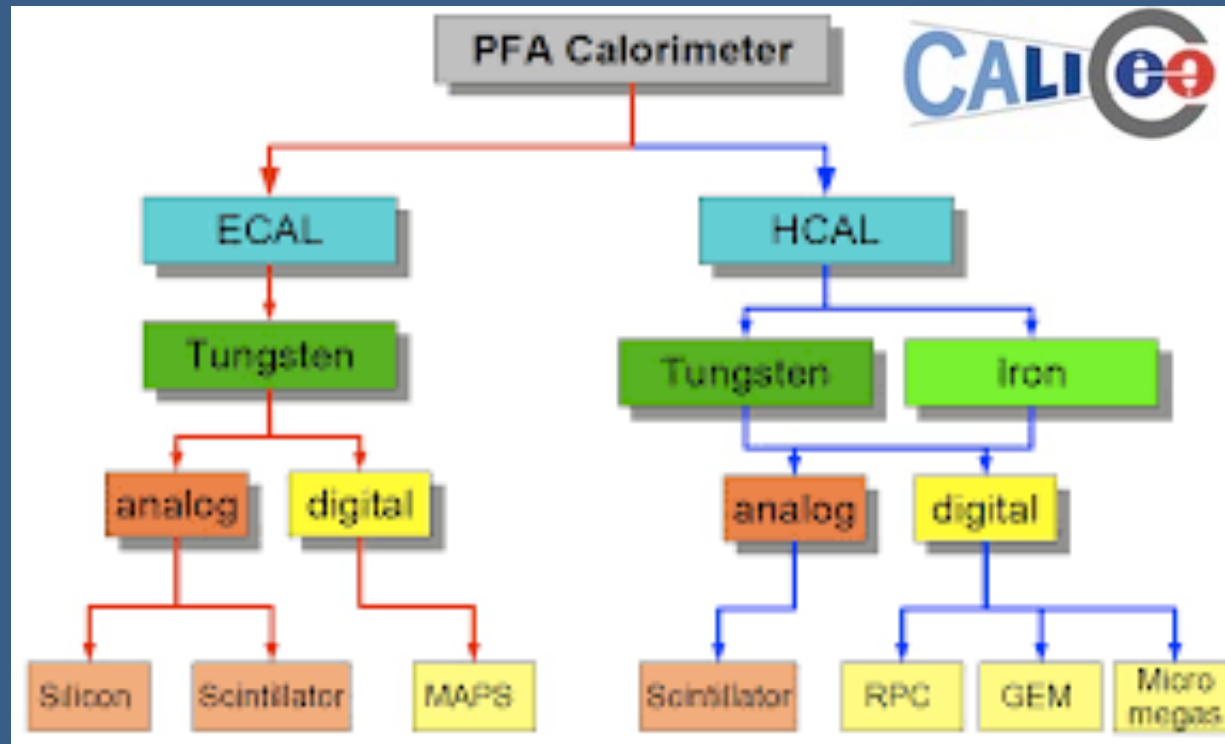 PFA Calorimeter
CALICe
ECAL
HCAL
Tungsten
Tungsten
Iron
analog
digital
analog
digital
Silicon
Scintillator
MAPS
Scintillator
RPC
GEM
Micro
megas